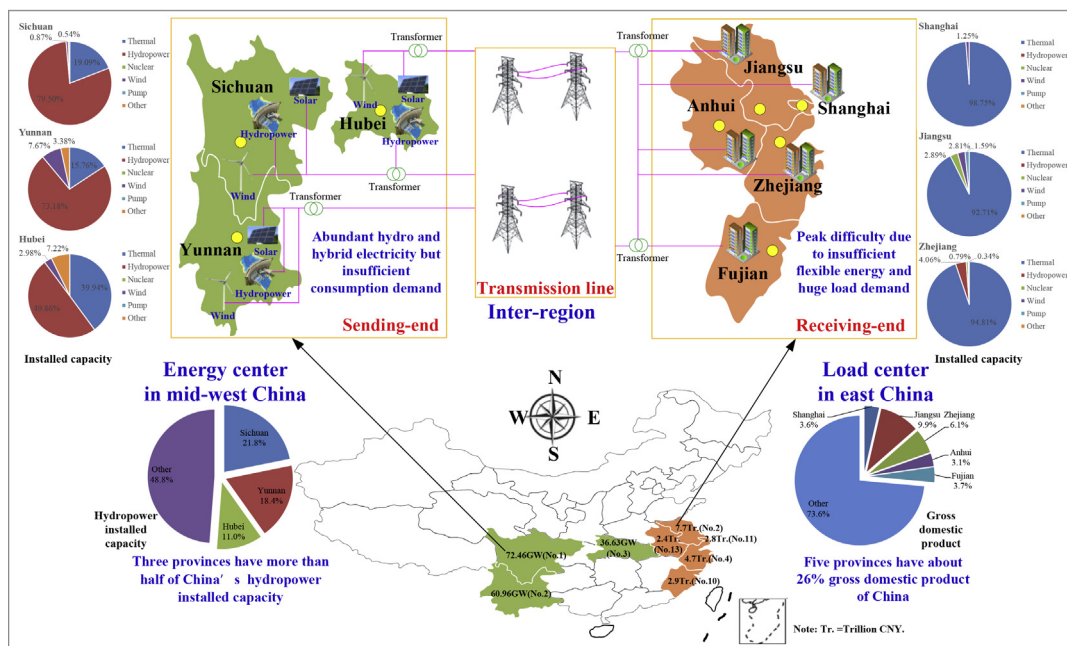 Sichuan
0.87%
0.54%
19.09%
79.50%
Thermal
Hydropower
Nuclear
Wind
Pump
Other
Yunnan
7.67%
3.38%
15.76%
73.18%
Thermal
Hydropower
Nuclear
Wind
Pump
Other
Hubei
2.98%
7.22%
39.94%
Thermal
Hydropower
Nuclear
Wind
Pump
Other
Installed capacity
Transformer
Sichuan
Solar
Hydropower
Wind
Wind
Solar
Hubei
Hydropower
Transformer
Transformer
Yunnan
Solar
Hydropower
Wind
Abundant hydro and
hybrid electricity but
insufficient
consumption demand
Sending-end
Transmission line
Inter-region
Transformer
Jiangsu
Anhui
Shanghai
Zhejiang
Transformer
Fujian
Peak difficulty due
to insufficient
flexible energy and
huge load demand
Receiving-end
Shanghai
1.25%
98.75%
Thermal
Hydropower
Nuclear
Wind
Pump
Other
Jiangsu
2.89%
2.81%
1.59%
92.71%
Thermal
Hydropower
Nuclear
Wind
Pump
Other
Zhejiang
4.06%
0.79%
0.34%
94.81%
Thermal
Hydropower
Nuclear
Wind
Pump
Other
Installed capacity
Energy center
in mid-west China
Sichuan
21.8%
Yunnan
18.4%
Hubei
11.0%
Other
48.8%
Hydropower
installed
capacity
Three provinces have more than
half of China's hydropower
installed capacity
N
W
E
S
72.46GW(No.1)
60.96GW(No.2)
36.63GW
(No.3)
7.7Tr.(No.2)
2.4Tr.
(No.13)
2.8Tr.(No.11)
4.7Tr.(No.4)
2.9Tr.(No.10)
Note: Tr. =Trillion CNY.
Load center
in east China
Shanghai
3.6%
Jiangsu
9.9%
Zhejiang
6.1%
Anhui
3.1%
Fujian
3.7%
Other
73.6%
Gross
domestic
product
Five provinces have about
26% gross domestic product
of China